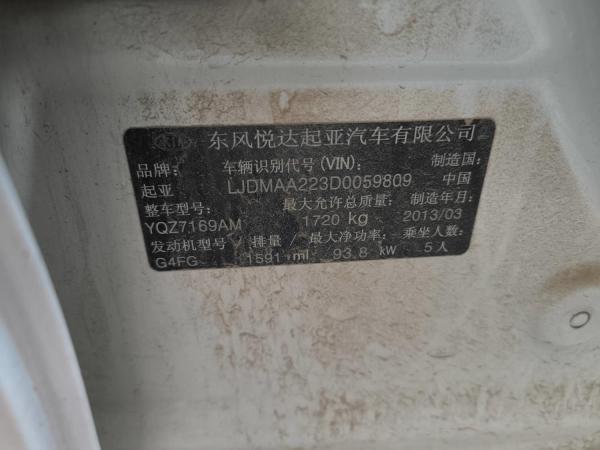 KIA 东风悦达起亚汽车有限公司
品牌: 车辆识别代号(VIN): 制造国:
起亚 LJDMAA223D0059809 中国
整车型号: 最大允许总质量: 制造年月:
YQZ7169AM 1720 kg 2013/03
发动机型号: 排量/最大净功率: 乘坐人数:
G4FG 1591 ml 93.8 kW 5人